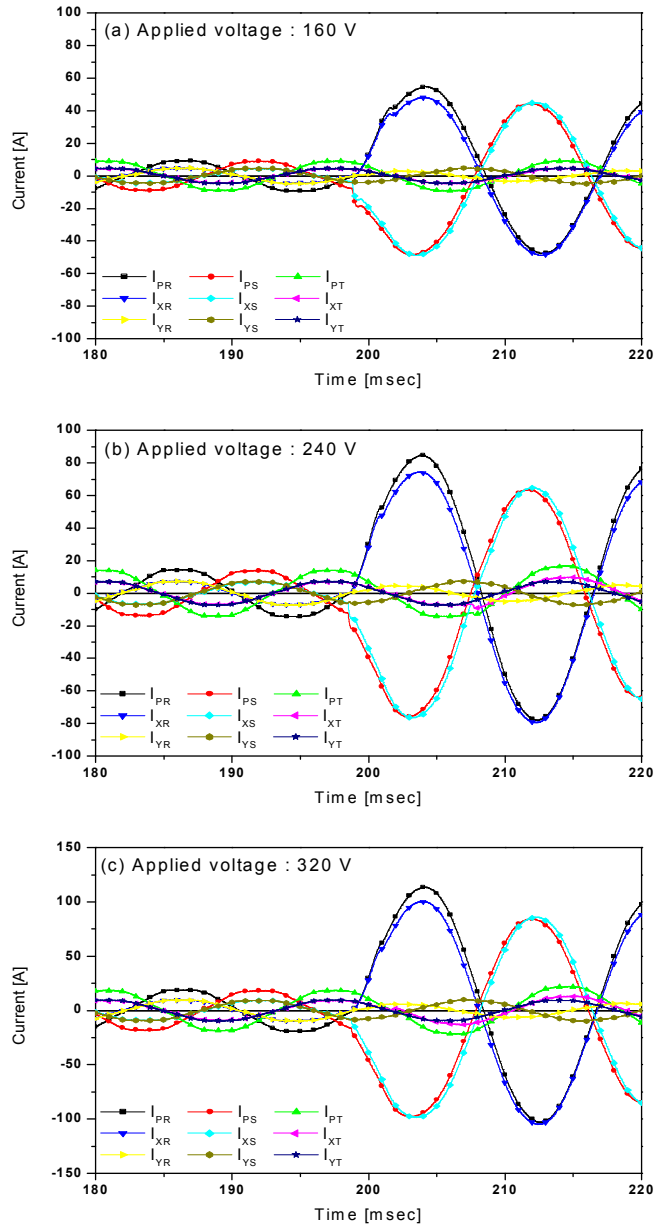 (a) Applied voltage : 160 V
100
80
60
40
20
0
-20
-40
-60
-80
-100
Current [A]
I_PR I_PS I_PT
I_XR I_XS I_XT
I_YR I_YS I_YT
180 190 200 210 220
Time [msec]
(b) Applied voltage : 240 V
100
80
60
40
20
0
-20
-40
-60
-80
-100
Current [A]
I_PR I_PS I_PT
I_XR I_XS I_XT
I_YR I_YS I_YT
180 190 200 210 220
Time [msec]
(c) Applied voltage : 320 V
150
100
50
0
-50
-100
-150
Current [A]
I_PR I_PS I_PT
I_XR I_XS I_XT
I_YR I_YS I_YT
180 190 200 210 220
Time [msec]